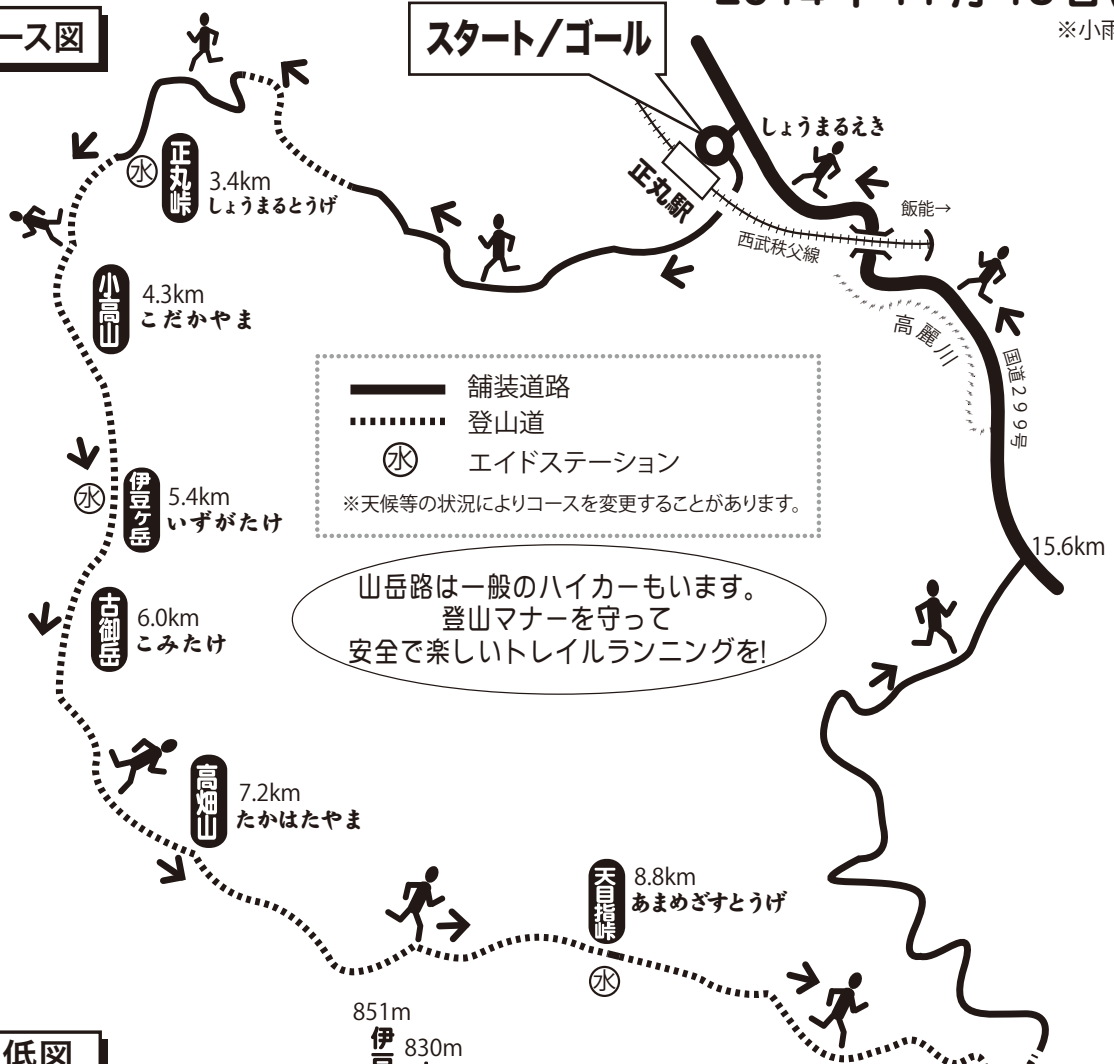 ース図
スタート/ゴール
※小雨
しょうまるえき
正丸駅
飯能→
西武秩父線
高麗川
国道299号
水
正丸峠
3.4km
しょうまるとうげ
小高山
4.3km
こだかやま
舗装道路
登山道
水
エイドステーション
※天候等の状況によりコースを変更することがあります。
水
伊豆ヶ岳
5.4km
いずがたけ
15.6km
山岳路は一般のハイカーもいます。
登山マナーを守って
安全で楽しいトレイルランニングを!
古御岳
6.0km
こみたけ
高畑山
7.2km
たかはたやま
天目指峠
8.8km
あまめざすとうげ
水
851m
伊
830m
低図